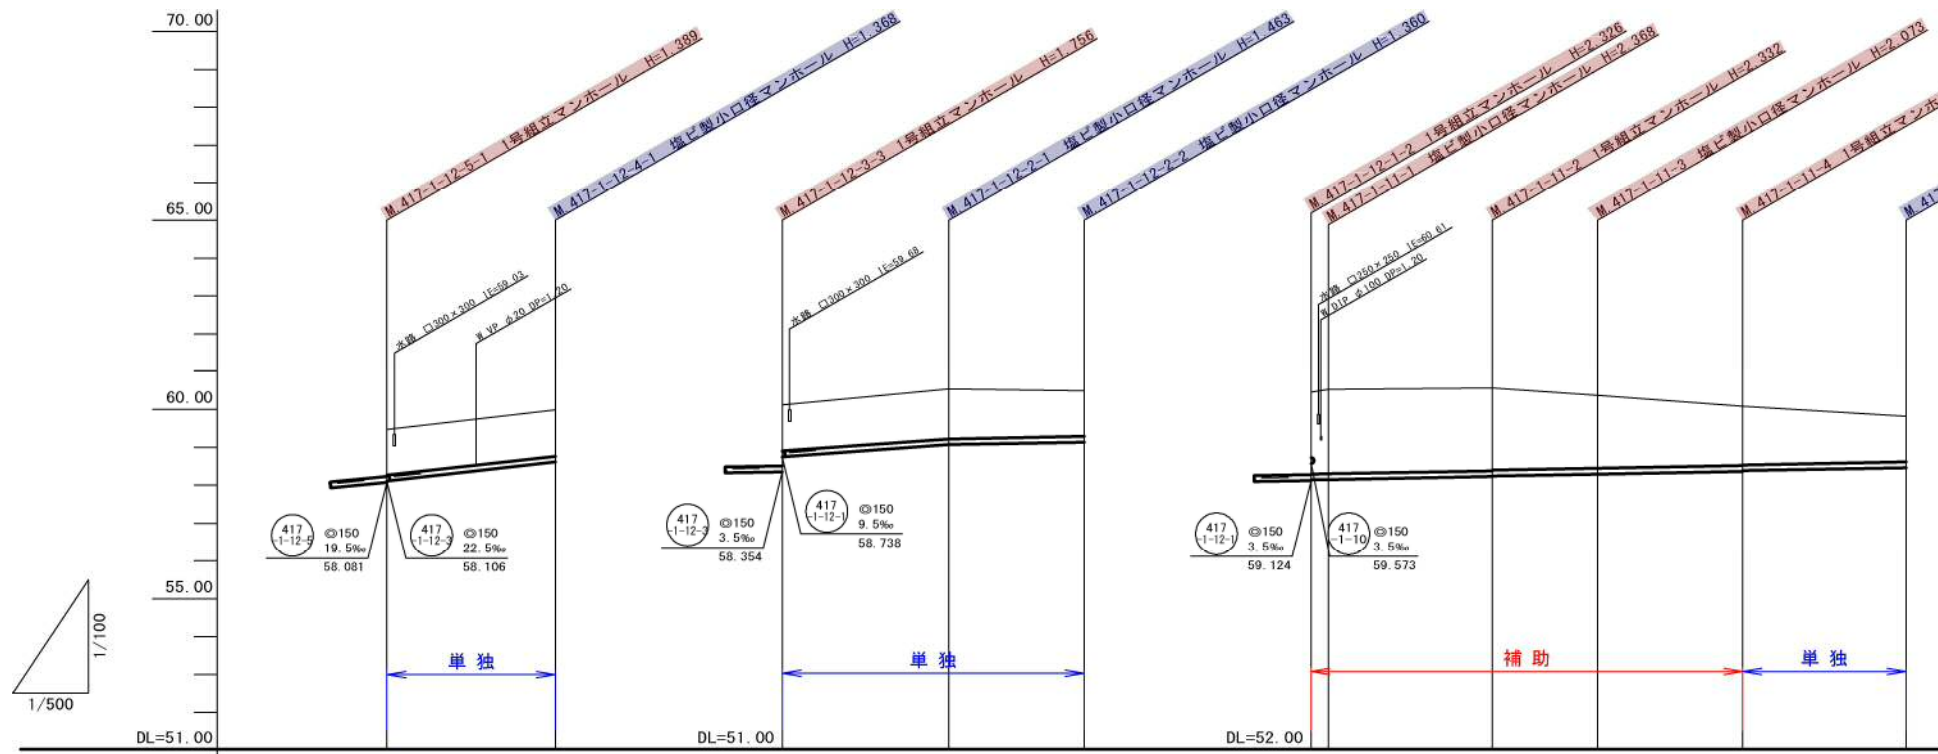 70.00
65.00
60.00
55.00
DL=51.00
1/100
1/500
M.417-1-12-5-1 1号組立マンホール H=1.389
M.417-1-12-4-1 塩ビ製小口径マンホール H=1.368
水路 □300×300 IE=59.03
W VP φ20 DP=1.20
417
-1-12-5
◎150
19.5‰
58.081
417
-1-12-3
◎150
22.5‰
58.106
単独
DL=51.00
M.417-1-12-3-3 1号組立マンホール H=1.756
M.417-1-12-2-1 塩ビ製小口径マンホール H=1.463
M.417-1-12-2-2 塩ビ製小口径マンホール H=1.360
水路 □300×300 IE=59.68
417
-1-12-3
◎150
3.5‰
58.354
417
-1-12-1
◎150
9.5‰
58.738
単独
DL=52.00
M.417-1-12-1-2 1号組立マンホール H=2.326
M.417-1-11-1 塩ビ製小口径マンホール H=2.368
M.417-1-11-2 1号組立マンホール H=2.332
M.417-1-11-3 塩ビ製小口径マンホール H=2.073
M.417-1-11-4 1号組立マンホ
M.417
水路 □250×250 IE=60.61
W DIP φ100 DP=1.20
417
-1-12-1
◎150
3.5‰
59.124
417
-1-10
◎150
3.5‰
59.573
補助
単独